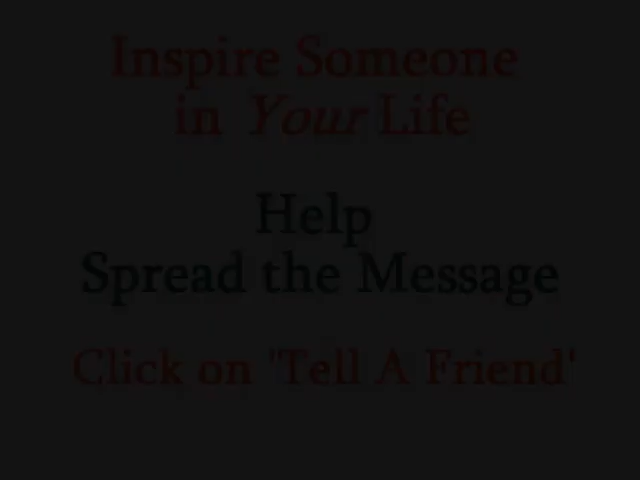 Inspire Someone
in Your Life
Help
Spread the Message
Click on 'Tell A Friend'